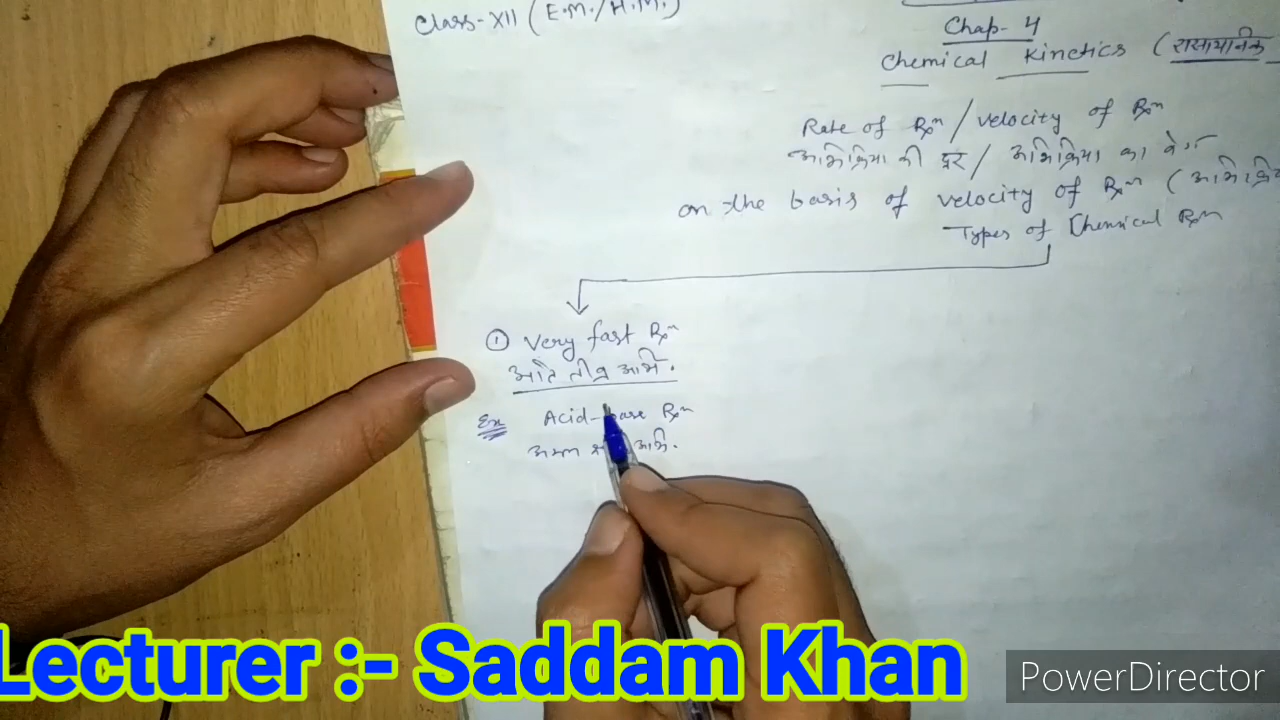 Class-XII ( E.M./H.M.)
Chap- 4
Chemical Kinetics ( रासायनिक
Rate of Rxn / velocity of Rxn
अभिक्रिया की दर / अभिक्रिया का वेग
on the basis of velocity of Rxn ( अभिक्रि
Types of Chemical Rxn
① Very fast Rxn
अति तीव्र अभि.
Ex Acid-base Rxn
अम्ल अभि.
Lecturer :- Saddam Khan
PowerDirector